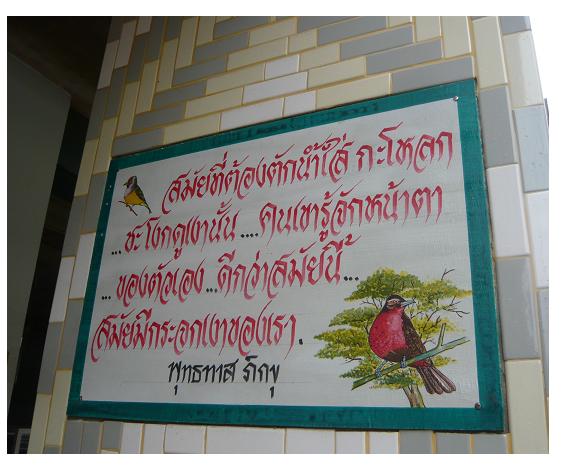 สมัยที่ต้องตักน้ำใส่ กะโหลก
...ชะโงกดูเงานั้น....คนเขารู้จักหน้าตา
...ของตัวเอง...ดีกว่าสมัยนี้...
สมัยมีกระจกเงาของเรา.
พุทธทาส ภิกขุ